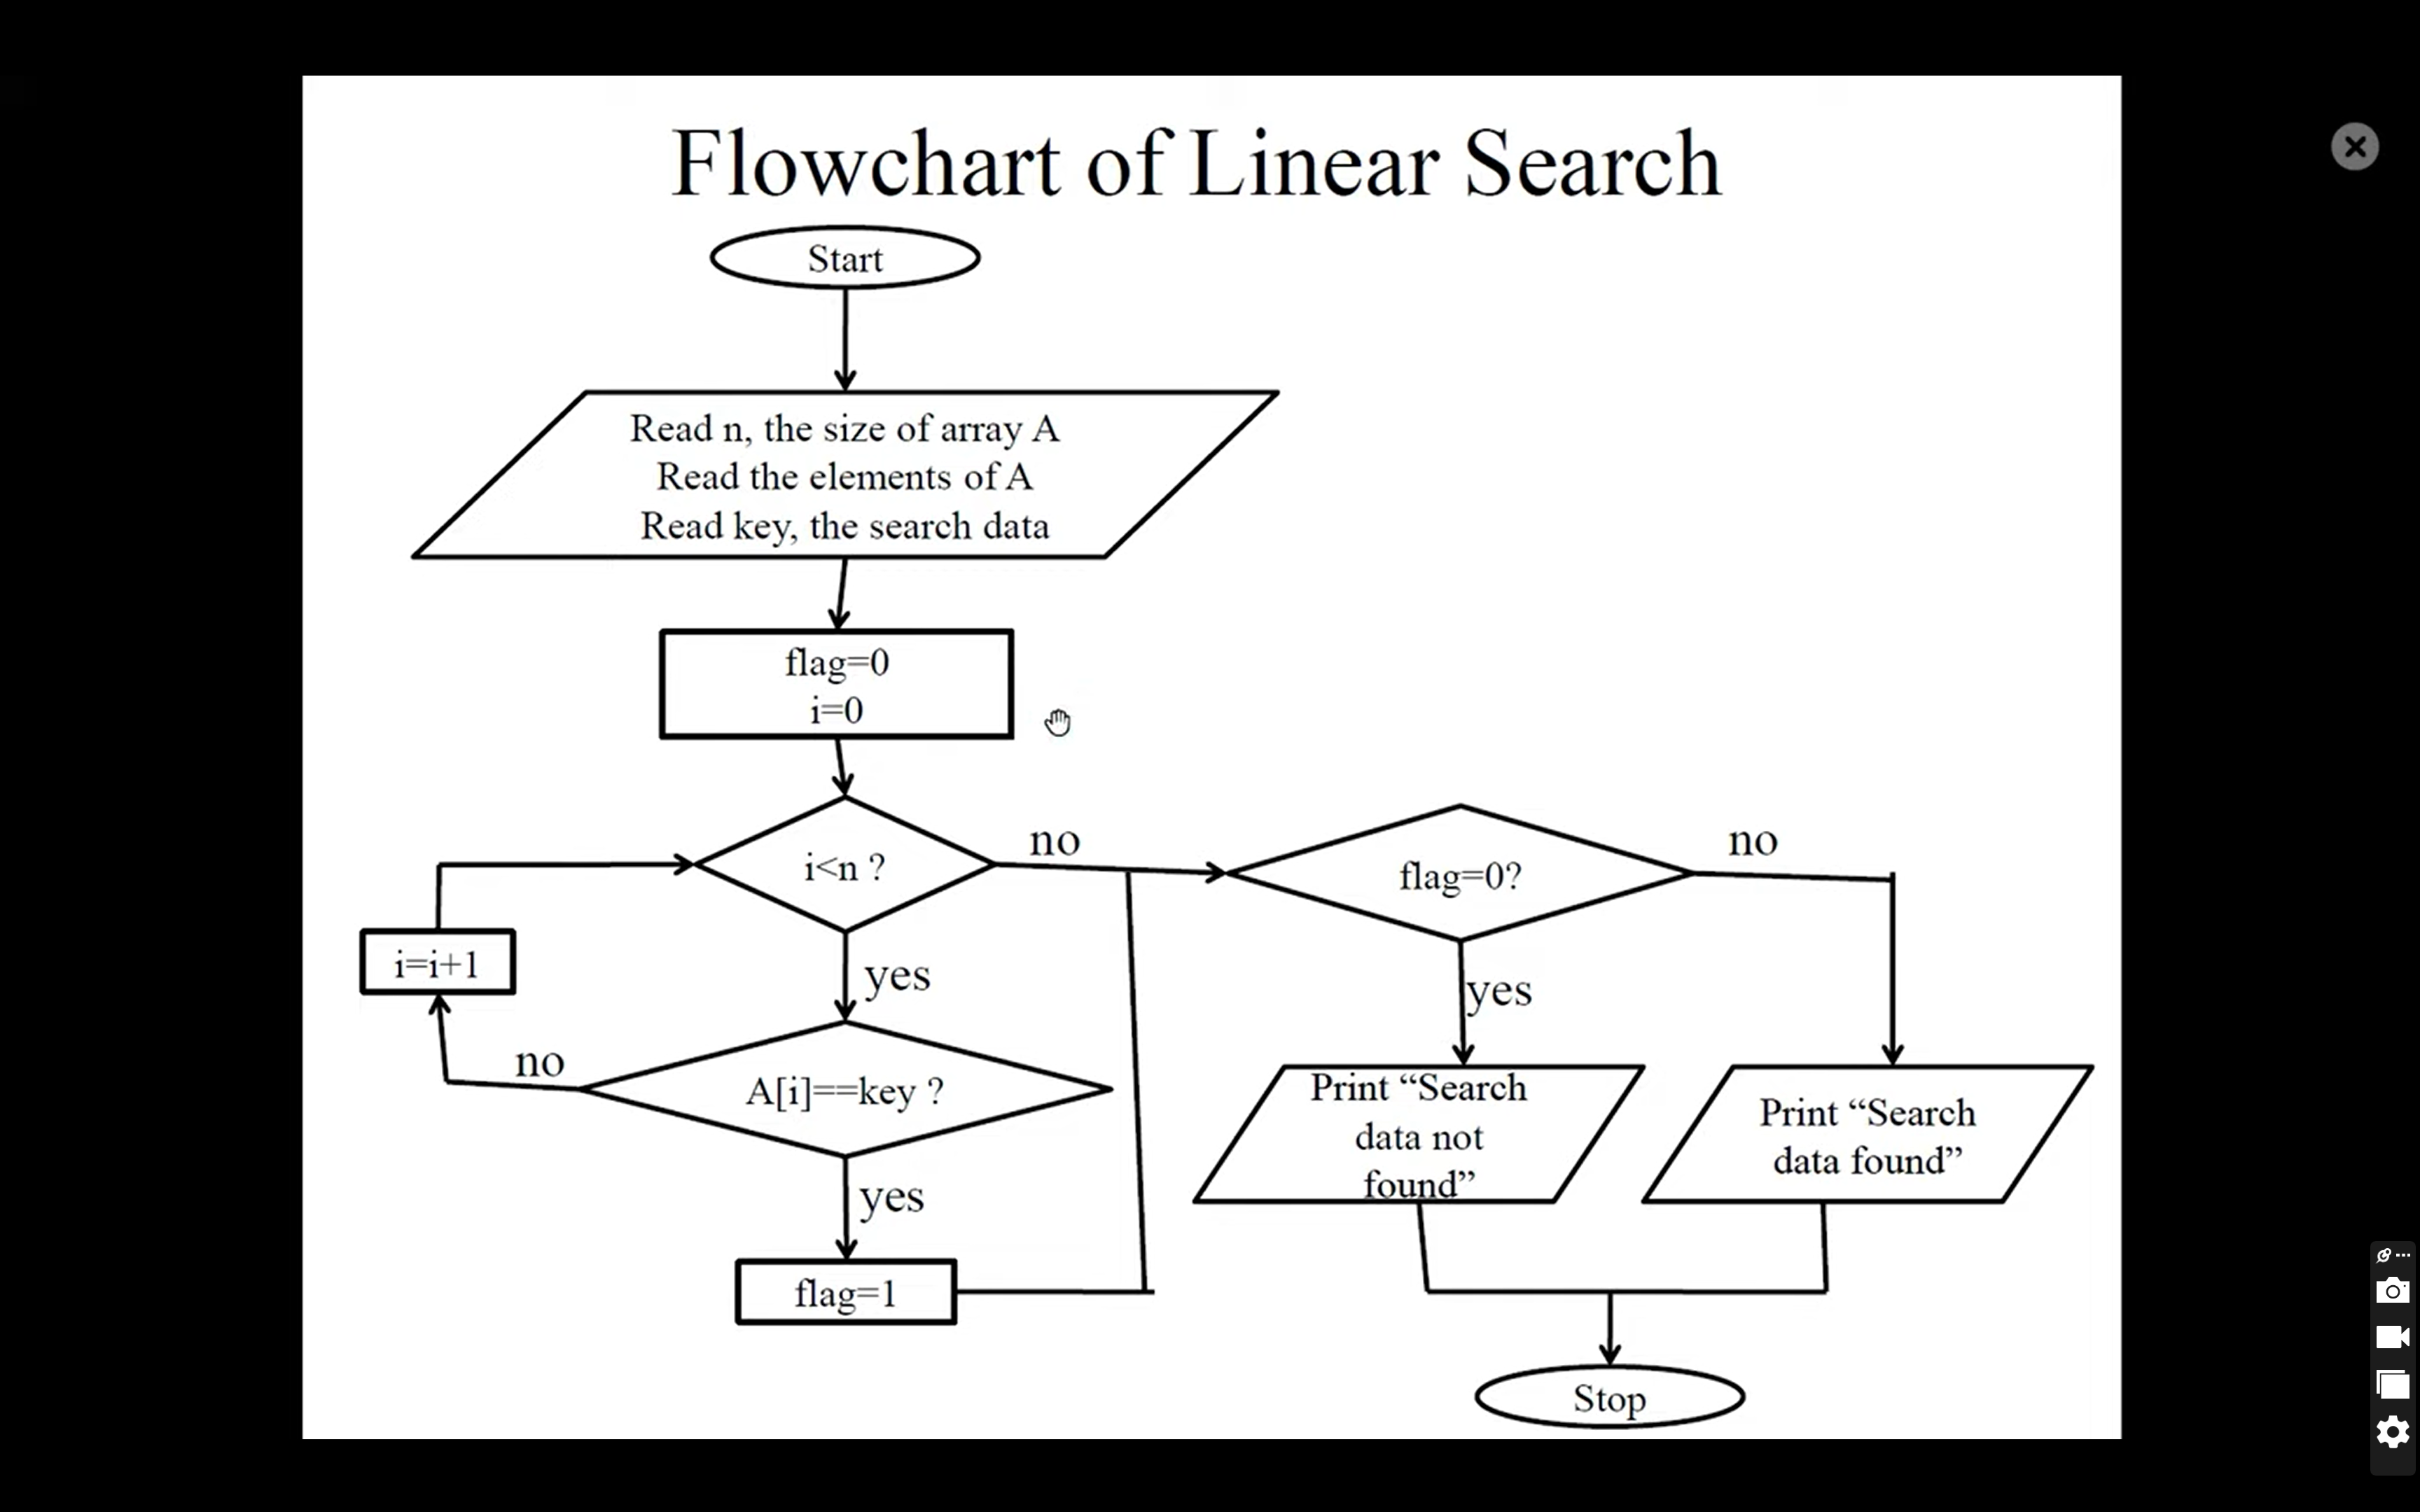 Flowchart of Linear Search
Start
Read n, the size of array A
Read the elements of A
Read key, the search data
flag=0
i=0
i<n ?
no
flag=0?
no
i=i+1
yes
yes
no
A[i]==key ?
Print “Search
data not
found”
Print “Search
data found”
yes
flag=1
Stop